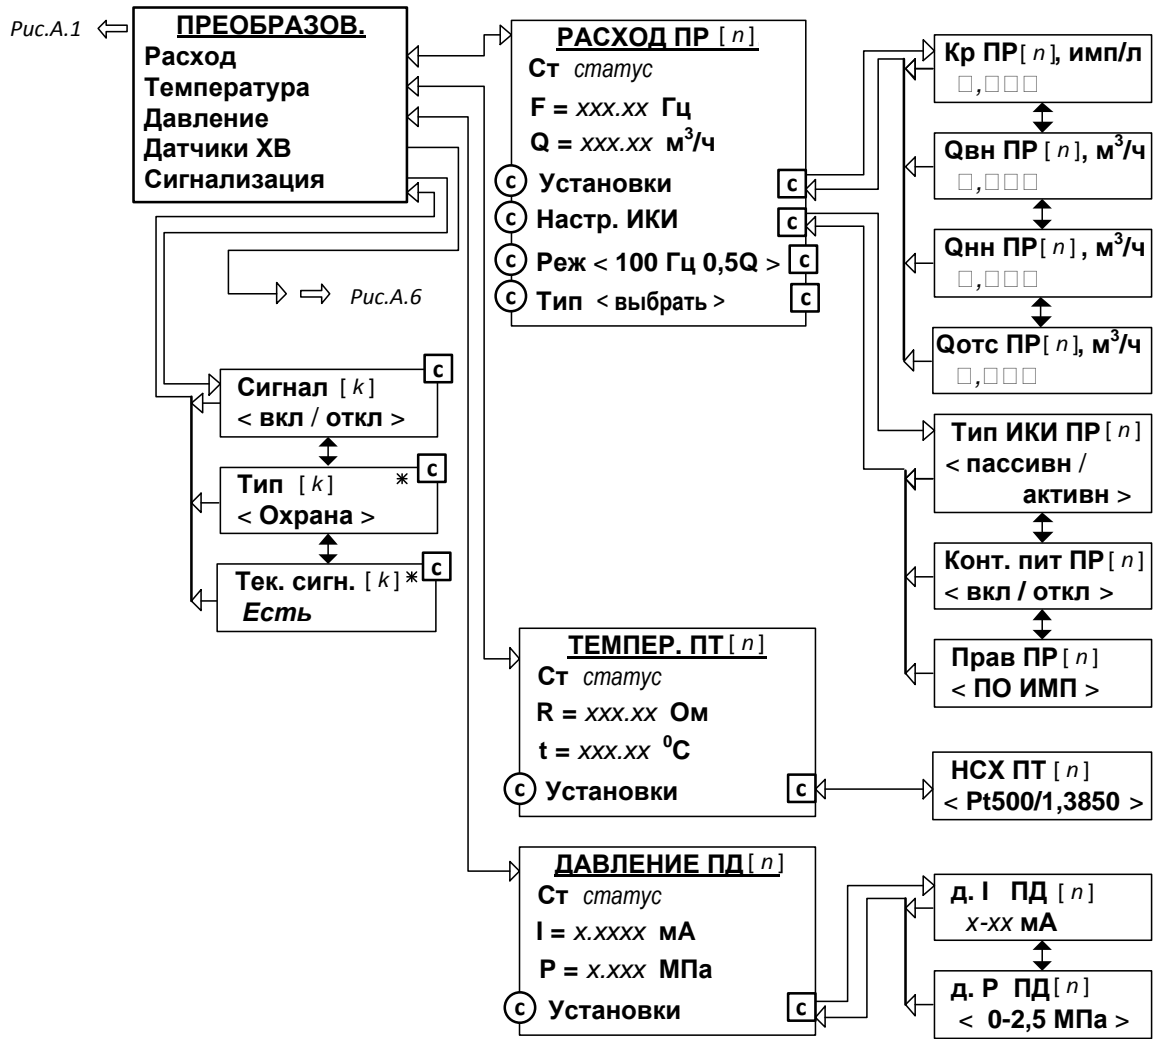 Рис.А.1
ПРЕОБРАЗОВ.
Расход
Температура
Давление
Датчики ХВ
Сигнализация
Рис.А.6
Сигнал [k]
< вкл / откл >
с
Тип [k] *
< Охрана >
с
Тек. сигн. [k]*
Есть
с
РАСХОД ПР [n]
Ст статус
F = xxx.xx Гц
Q = xxx.xx м³/ч
с Установки с
с Настр. ИКИ с
с Реж < 100 Гц 0,5Q > с
с Тип < выбрать > с
Кр ПР[n], имп/л
□,□□□
Qвн ПР[n], м³/ч
□,□□□
Qнн ПР[n], м³/ч
□,□□□
Qотс ПР[n], м³/ч
□,□□□
Тип ИКИ ПР[n]
< пассивн /
активн >
Конт. пит ПР[n]
< вкл / откл >
Прав ПР[n]
< ПО ИМП >
ТЕМПЕР. ПТ[n]
Ст статус
R = xxx.xx Ом
t = xxx.xx ⁰С
с Установки с
НСХ ПТ[n]
< Pt500/1,3850 >
ДАВЛЕНИЕ ПД[n]
Ст статус
I = x.xxxx мА
P = x.xxx МПа
с Установки с
д. I ПД [n]
x-xx мА
д. P ПД[n]
< 0-2,5 МПа >